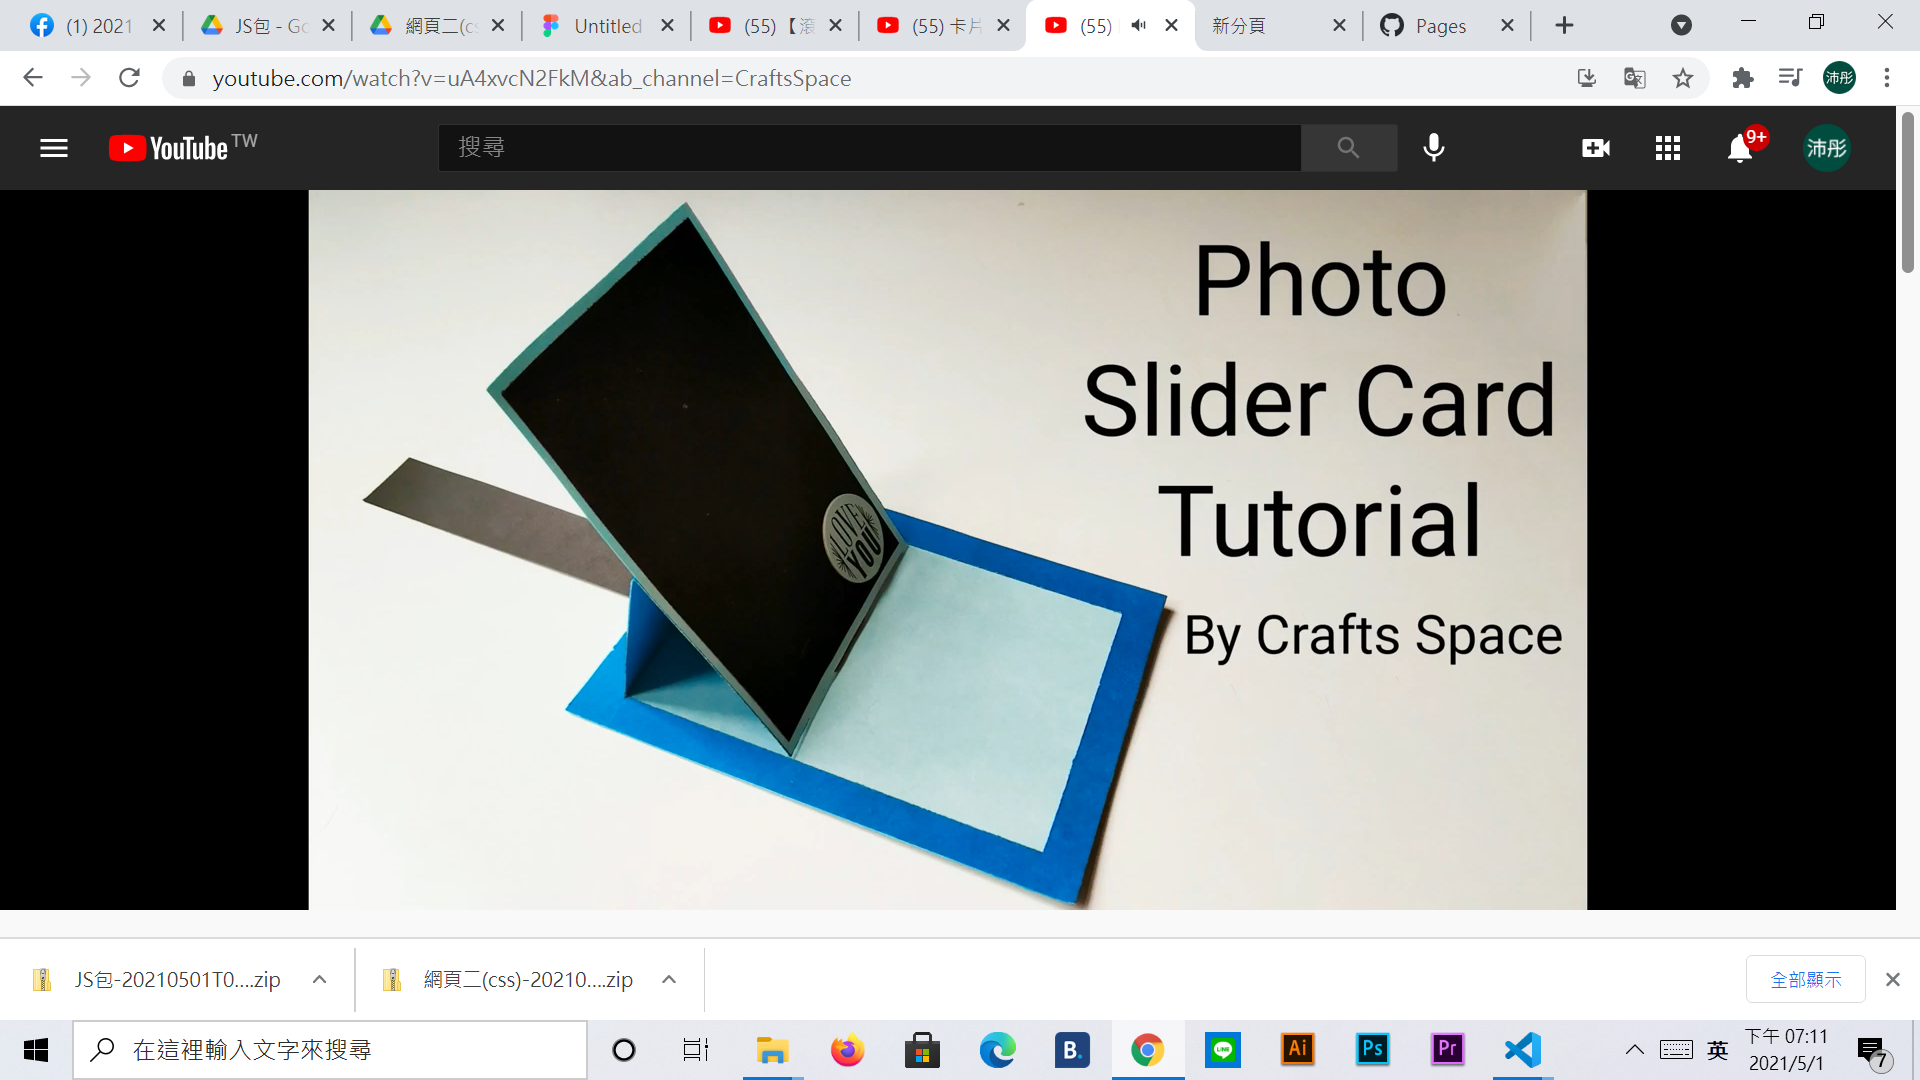 (1) 2021
JS包 - Go
網頁二(cs
Untitled
(55)【滾
(55) 卡片
(55)
新分頁
Pages
youtube.com/watch?v=uA4xvcN2FkM&ab_channel=CraftsSpace
沛彤
YouTube TW
搜尋
9+
沛彤
Photo
Slider Card
Tutorial
By Crafts Space
LOVE
YOU
JS包-20210501T0....zip
網頁二(css)-20210....zip
全部顯示
在這裡輸入文字來搜尋
B.
LINE
Ai
Ps
Pr
英
下午 07:11
2021/5/1
7